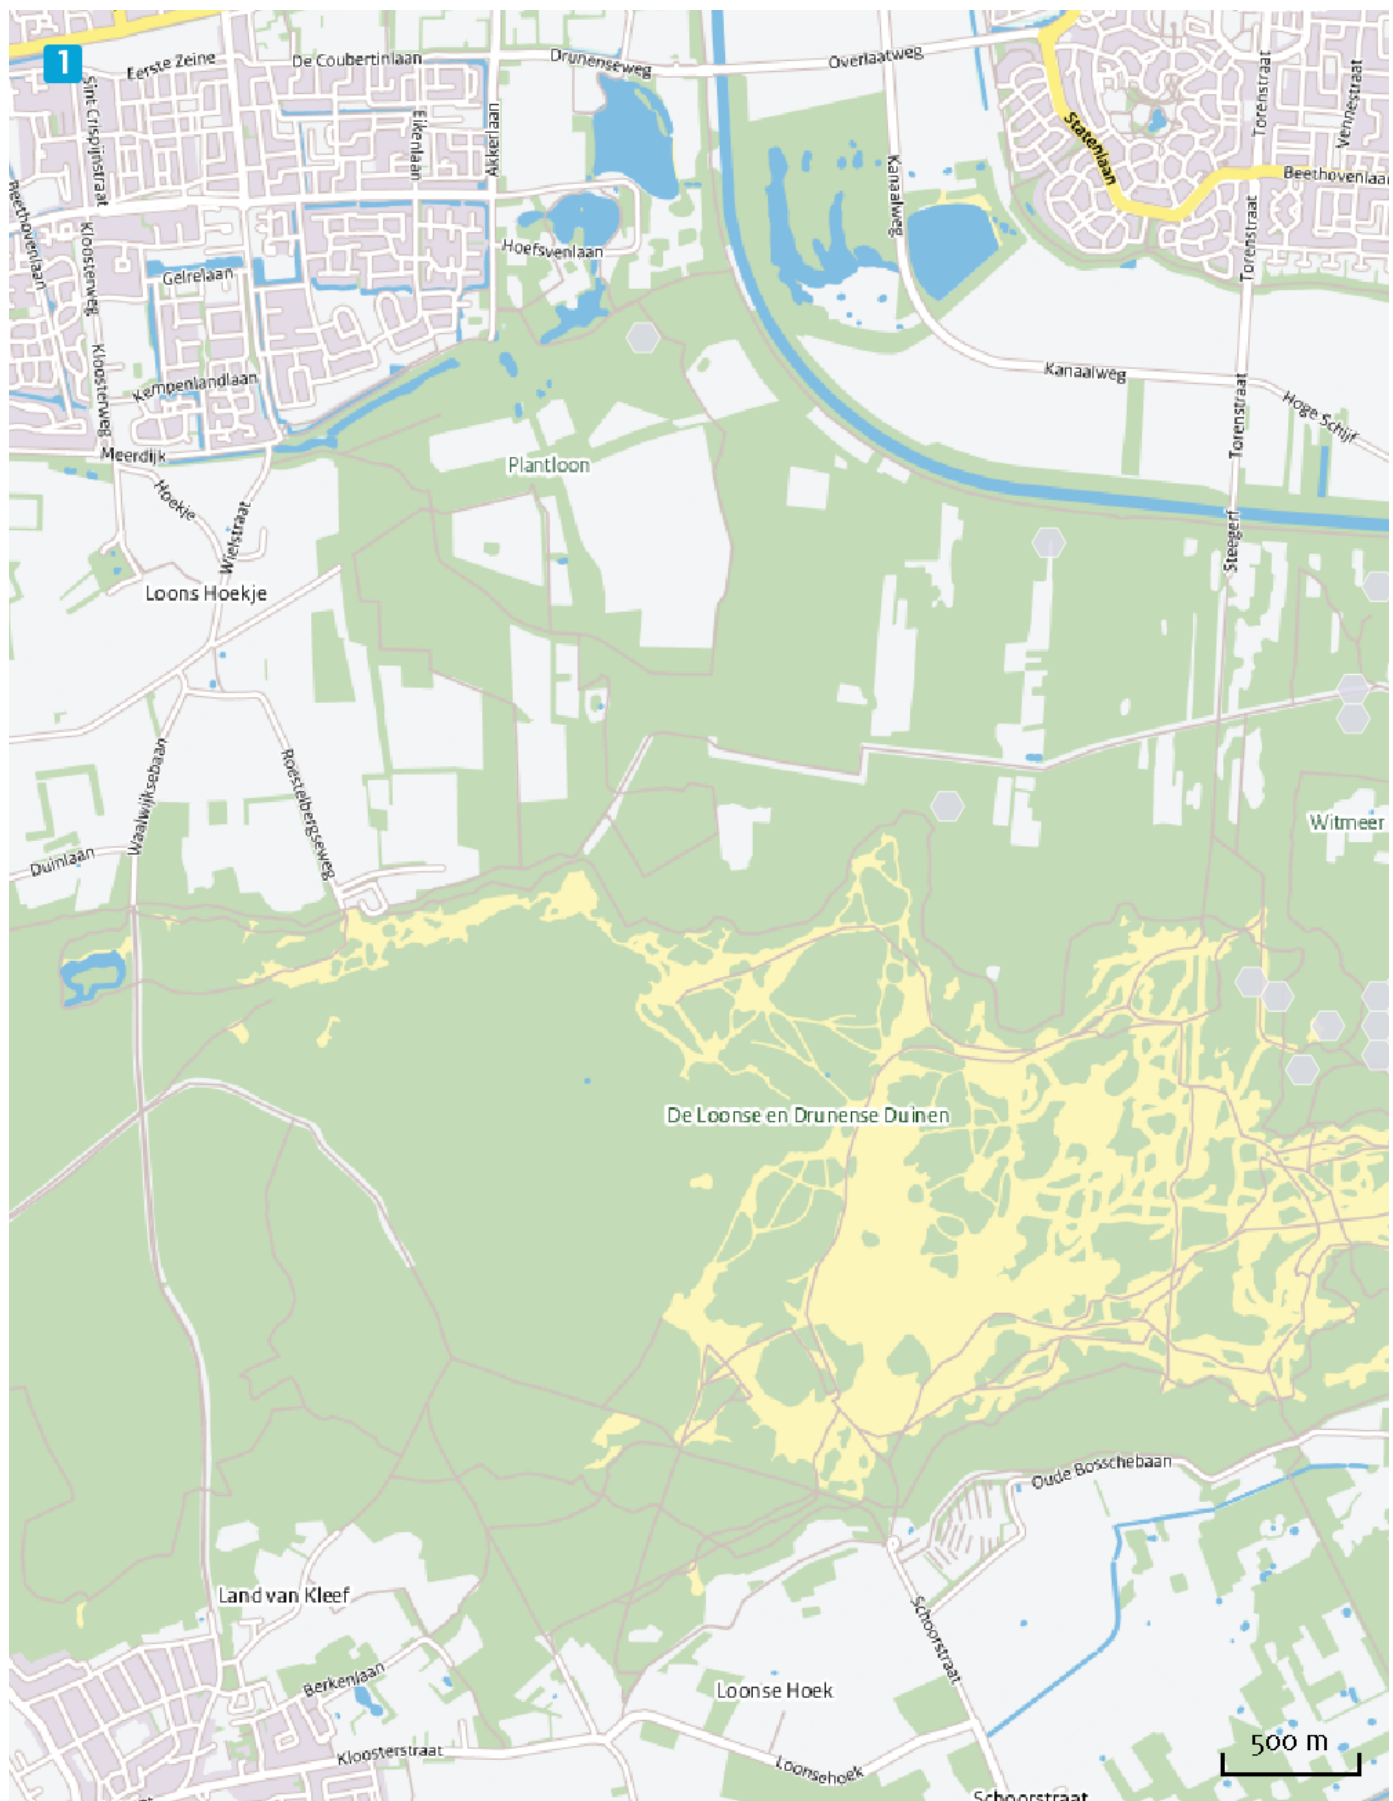 1
Eerste Zeine
De Coubertinlaan
Drunenseweg
Overlaatweg
Sint Crispijnstraat
Eikenlaan
Akkerlaan
Kanaalweg
Statenlaan
Torenstraat
Vennestraat
Beethovenlaan
Beethovenlaan
Kloosterweg
Gelrelaan
Hoefsvenlaan
Torenstraat
Kloosterweg
Kempenlandlaan
Kanaalweg
Torenstraat
Hoge Schijf
Meerdijk
Plantloon
Hoekje
Wielstraat
Steegerf
Loons Hoekje
Waalwijksebaan
Roestelbergseweg
Duinlaan
Witmeer
De Loonse en Drunense Duinen
Oude Bosschebaan
Land van Kleef
Schoorstraat
Berkenlaan
Loonse Hoek
Kloosterstraat
Loonsehoek
500 m
Schoorstraat